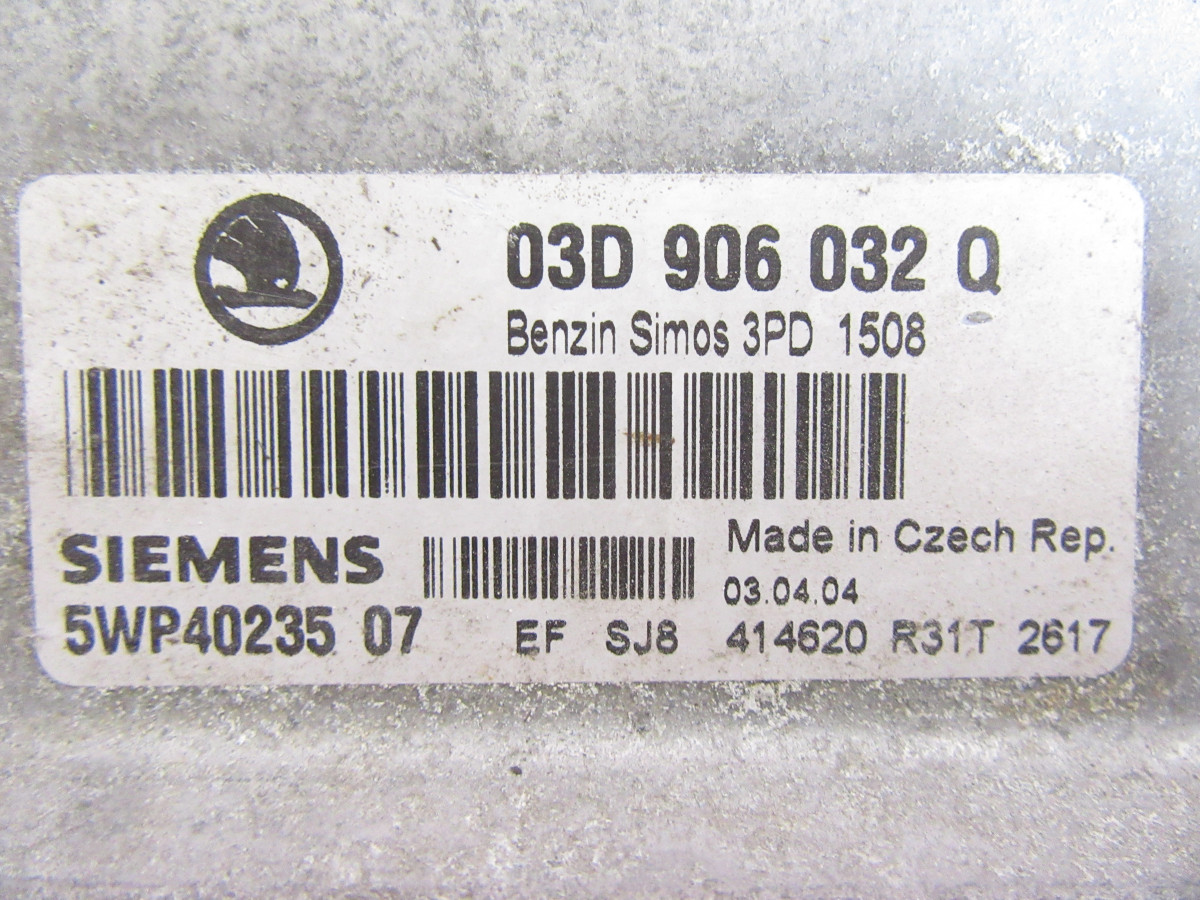 03D 906 032 Q
Benzin Simos 3PD 1508
SIEMENS
Made in Czech Rep.
03.04.04
5WP40235 07
EF SJ8 414620 R31T 2617